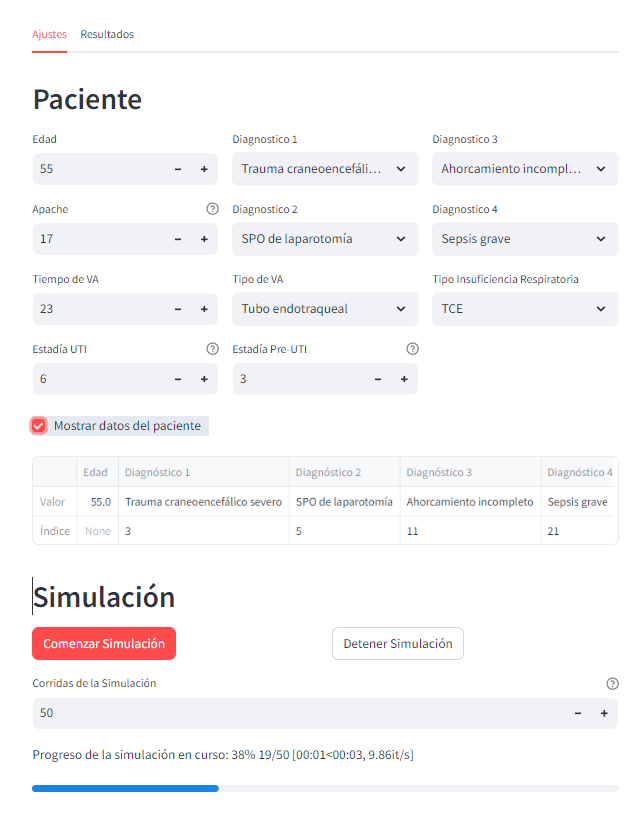 Ajustes Resultados
Paciente
Edad Diagnostico 1 Diagnostico 3
55 - + Trauma craneoencefáli... Ahorcamiento incompl...
Apache Diagnostico 2 Diagnostico 4
17 - + SPO de laparotomía Sepsis grave
Tiempo de VA Tipo de VA Tipo Insuficiencia Respiratoria
23 - + Tubo endotraqueal TCE
Estadía UTI Estadía Pre-UTI
6 - + 3 - +
Mostrar datos del paciente
Edad Diagnóstico 1 Diagnóstico 2 Diagnóstico 3 Diagnóstico 4
Valor 55.0 Trauma craneoencefálico severo SPO de laparotomía Ahorcamiento incompleto Sepsis grave
Índice None 3 5 11 21
Simulación
Comenzar Simulación Detener Simulación
Corridas de la Simulación
50 - +
Progreso de la simulación en curso: 38% 19/50 [00:01<00:03, 9.86it/s]